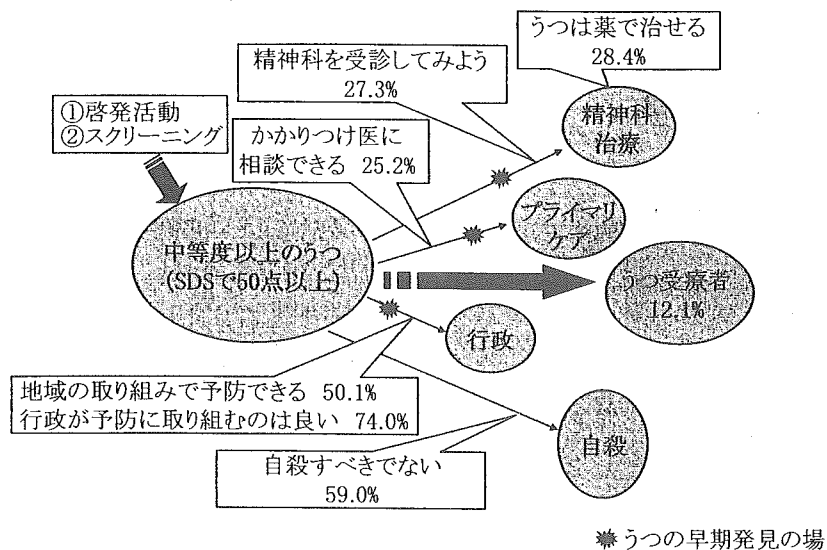 うつは薬で治せる
28.4%
精神科を受診してみよう
27.3%
①啓発活動
②スクリーニング
かかりつけ医に
相談できる 25.2%
精神科
治療
プライマリ
ケア
中等度以上のうつ
(SDSで50点以上)
うつ受療者
12.1%
行政
地域の取り組みで予防できる 50.1%
行政が予防に取り組むのは良い 74.0%
自殺
自殺すべきでない
59.0%
うつの早期発見の場